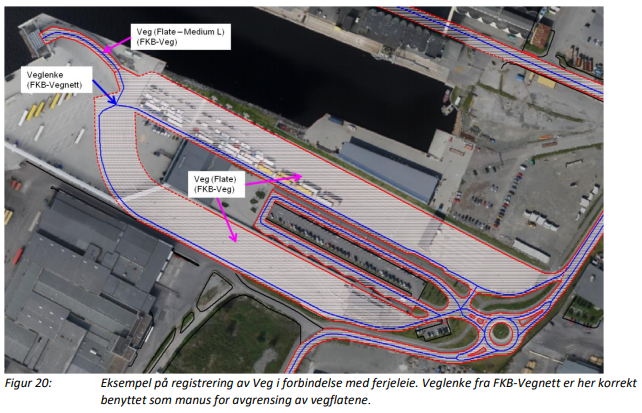 Veg (Flate – Medium L)
(FKB-Veg)
Veglenke
(FKB-Vegnett)
Veg (Flate)
(FKB-Veg)
Figur 20: Eksempel på registrering av Veg i forbindelse med ferjeleie. Veglenke fra FKB-Vegnett er her korrekt
benyttet som manus for avgrensing av vegflatene.